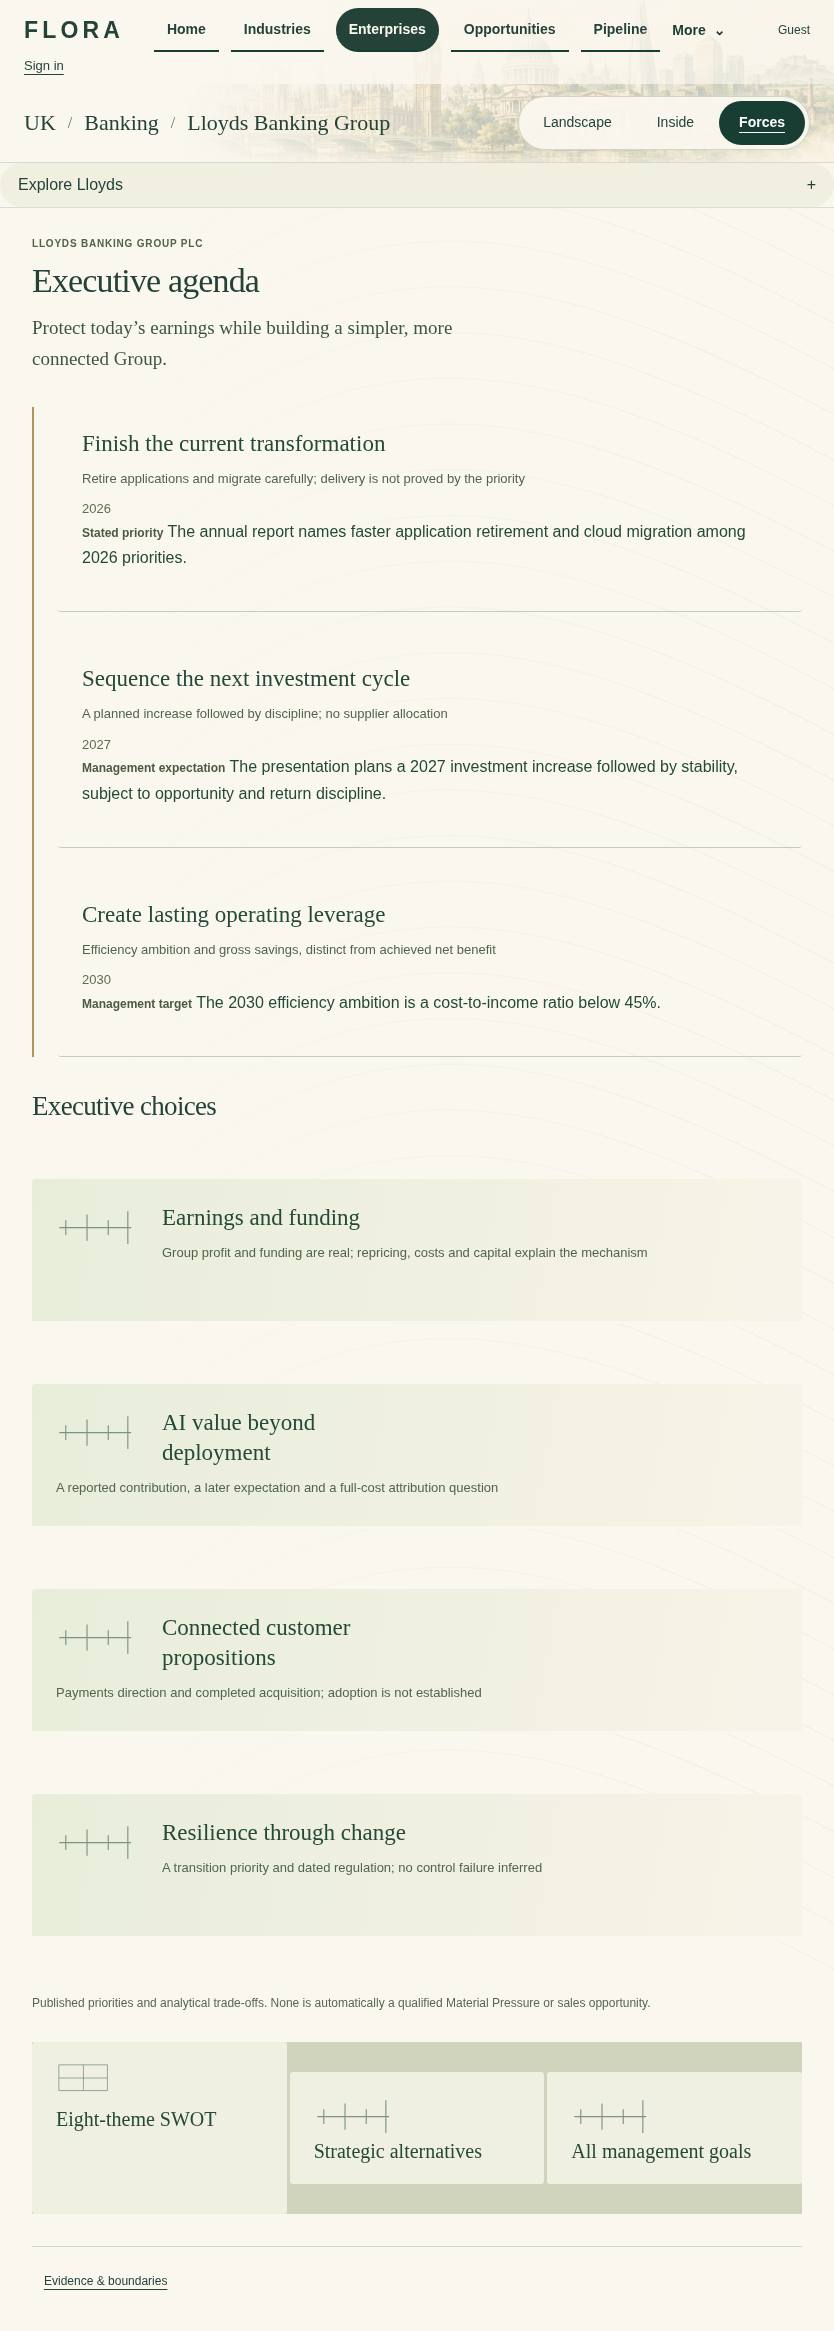 FLORA
Home
Industries
Enterprises
Opportunities
Pipeline
More
Guest
Sign in
UK / Banking / Lloyds Banking Group
Landscape
Inside
Forces
Explore Lloyds
+
LLOYDS BANKING GROUP PLC
Executive agenda
Protect today’s earnings while building a simpler, more
connected Group.
Finish the current transformation
Retire applications and migrate carefully; delivery is not proved by the priority
2026
Stated priority The annual report names faster application retirement and cloud migration among
2026 priorities.
Sequence the next investment cycle
A planned increase followed by discipline; no supplier allocation
2027
Management expectation The presentation plans a 2027 investment increase followed by stability,
subject to opportunity and return discipline.
Create lasting operating leverage
Efficiency ambition and gross savings, distinct from achieved net benefit
2030
Management target The 2030 efficiency ambition is a cost-to-income ratio below 45%.
Executive choices
Earnings and funding
Group profit and funding are real; repricing, costs and capital explain the mechanism
AI value beyond
deployment
A reported contribution, a later expectation and a full-cost attribution question
Connected customer
propositions
Payments direction and completed acquisition; adoption is not established
Resilience through change
A transition priority and dated regulation; no control failure inferred
Published priorities and analytical trade-offs. None is automatically a qualified Material Pressure or sales opportunity.
Eight-theme SWOT
Strategic alternatives
All management goals
Evidence & boundaries